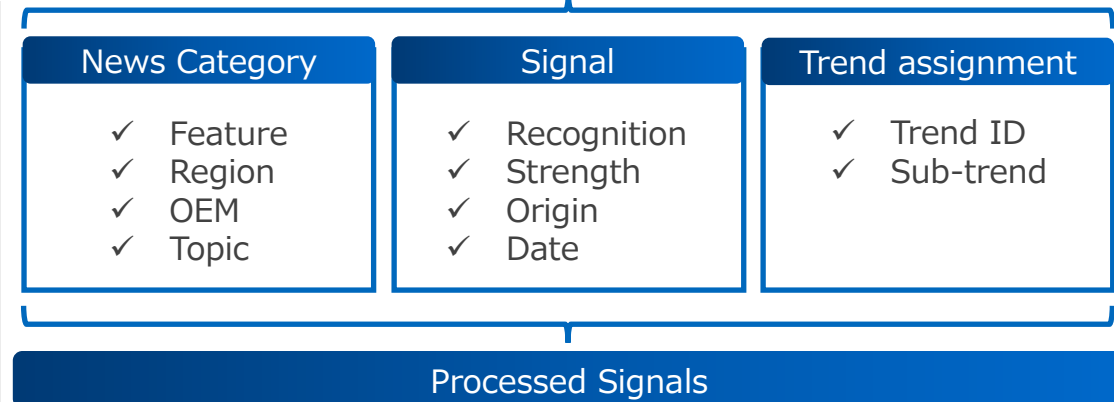 News Category
✓ Feature
✓ Region
✓ OEM
✓ Topic
Signal
✓ Recognition
✓ Strength
✓ Origin
✓ Date
Trend assignment
✓ Trend ID
✓ Sub-trend
Processed Signals